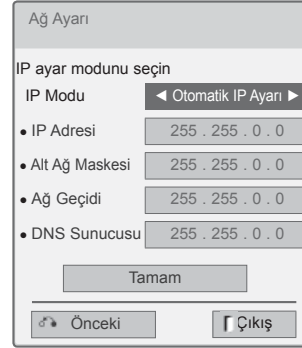 Ağ Ayarı
IP ayar modunu seçin
IP Modu ◄ Otomatik IP Ayarı ►
• IP Adresi 255 . 255 . 0 . 0
• Alt Ağ Maskesi 255 . 255 . 0 . 0
• Ağ Geçidi 255 . 255 . 0 . 0
• DNS Sunucusu 255 . 255 . 0 . 0
Tamam
Önceki Çıkış